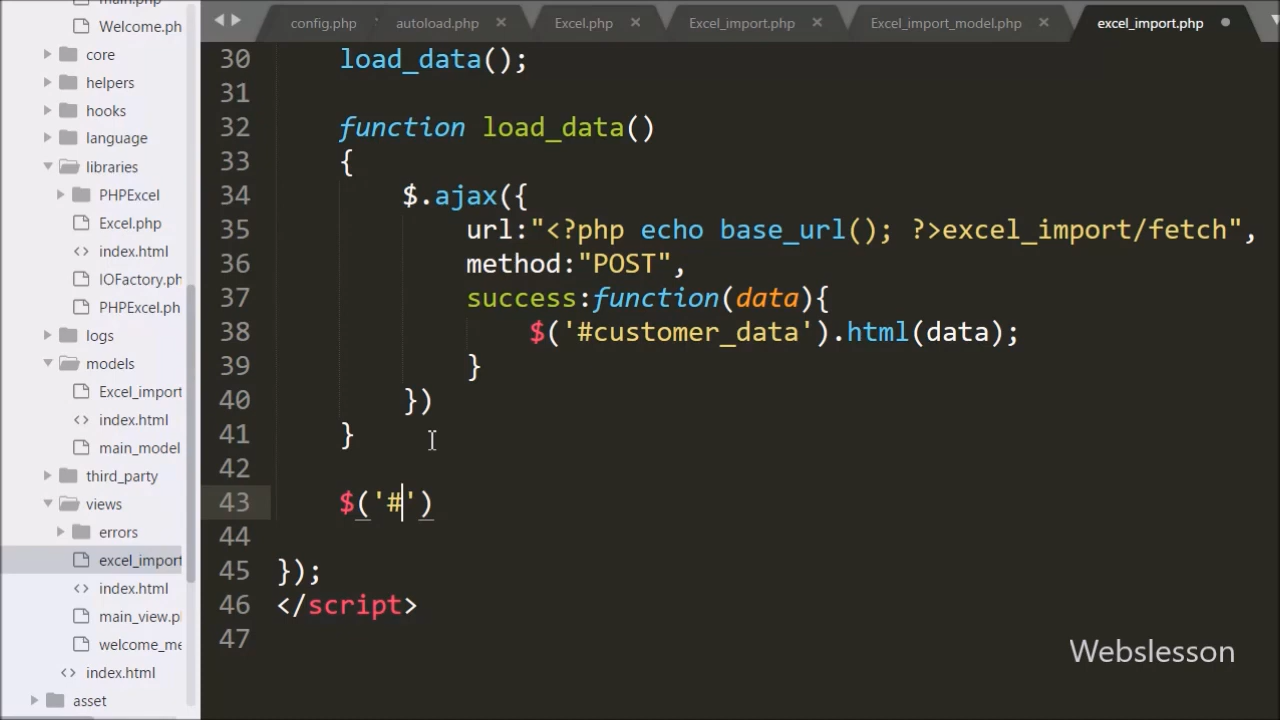 main.php
Welcome.ph
core
helpers
hooks
language
libraries
PHPExcel
Excel.php
index.html
IOFactory.ph
PHPExcel.ph
logs
models
Excel_import
index.html
main_model
third_party
views
errors
excel_import
index.html
main_view.p
welcome_me
index.html
asset
config.php
autoload.php
Excel.php
Excel_import.php
Excel_import_model.php
excel_import.php
30 load_data();
31
32 function load_data()
33 {
34 $.ajax({
35 url:"<?php echo base_url(); ?>excel_import/fetch",
36 method:"POST",
37 success:function(data){
38 $('#customer_data').html(data);
39 }
40 })
41 }
42
43 $('#')
44
45 });
46 </script>
47
Webslesson